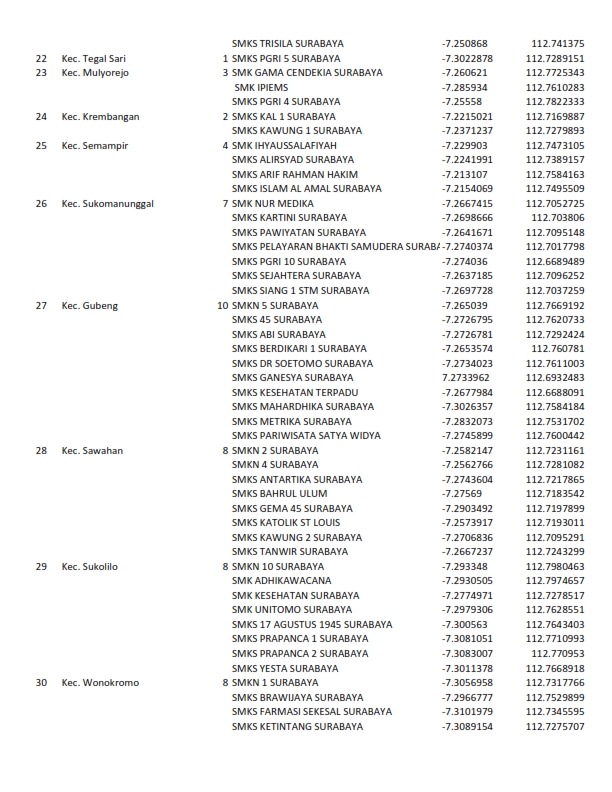 SMKS TRISILA SURABAYA -7.250868 112.741375
22 Kec. Tegal Sari 1 SMKS PGRI 5 SURABAYA -7.3022878 112.7289151
23 Kec. Mulyorejo 3 SMK GAMA CENDEKIA SURABAYA -7.260621 112.7725343
SMK IPIEMS -7.285934 112.7610283
SMKS PGRI 4 SURABAYA -7.25558 112.7822333
24 Kec. Krembangan 2 SMKS KAL 1 SURABAYA -7.2215021 112.7169887
SMKS KAWUNG 1 SURABAYA -7.2371237 112.7279893
25 Kec. Semampir 4 SMK IHYAUSSALAFIYAH -7.229903 112.7473105
SMKS ALIRSYAD SURABAYA -7.2241991 112.7389157
SMKS ARIF RAHMAN HAKIM -7.213107 112.7584163
SMKS ISLAM AL AMAL SURABAYA -7.2154069 112.7495509
26 Kec. Sukomanunggal 7 SMK NUR MEDIKA -7.2667415 112.7052725
SMKS KARTINI SURABAYA -7.2698666 112.703806
SMKS PAWIYATAN SURABAYA -7.2641671 112.7095148
SMKS PELAYARAN BHAKTI SAMUDERA SURABA -7.2740374 112.7017798
SMKS PGRI 10 SURABAYA -7.274036 112.6689489
SMKS SEJAHTERA SURABAYA -7.2637185 112.7096252
SMKS SIANG 1 STM SURABAYA -7.2697728 112.7037259
27 Kec. Gubeng 10 SMKN 5 SURABAYA -7.265039 112.7669192
SMKS 45 SURABAYA -7.2726795 112.7620733
SMKS ABI SURABAYA -7.2726781 112.7292424
SMKS BERDIKARI 1 SURABAYA -7.2653574 112.760781
SMKS DR SOETOMO SURABAYA -7.2734023 112.7611003
SMKS GANESYA SURABAYA 7.2733962 112.6932483
SMKS KESEHATAN TERPADU -7.2677984 112.6688091
SMKS MAHARDHIKA SURABAYA -7.3026357 112.7584184
SMKS METRIKA SURABAYA -7.2832073 112.7531702
SMKS PARIWISATA SATYA WIDYA -7.2745899 112.7600442
28 Kec. Sawahan 8 SMKN 2 SURABAYA -7.2582147 112.7231161
SMKN 4 SURABAYA -7.2562766 112.7281082
SMKS ANTARTIKA SURABAYA -7.2743604 112.7217865
SMKS BAHRUL ULUM -7.27569 112.7183542
SMKS GEMA 45 SURABAYA -7.2903492 112.7197899
SMKS KATOLIK ST LOUIS -7.2573917 112.7193011
SMKS KAWUNG 2 SURABAYA -7.2706836 112.7095291
SMKS TANWIR SURABAYA -7.2667237 112.7243299
29 Kec. Sukolilo 8 SMKN 10 SURABAYA -7.293348 112.7980463
SMK ADHIKAWACANA -7.2930505 112.7974657
SMK KESEHATAN SURABAYA -7.2774971 112.7278517
SMK UNITOMO SURABAYA -7.2979306 112.7628551
SMKS 17 AGUSTUS 1945 SURABAYA -7.300563 112.7643403
SMKS PRAPANCA 1 SURABAYA -7.3081051 112.7710993
SMKS PRAPANCA 2 SURABAYA -7.3083007 112.770953
SMKS YESTA SURABAYA -7.3011378 112.7668918
30 Kec. Wonokromo 8 SMKN 1 SURABAYA -7.3056958 112.7317766
SMKS BRAWIJAYA SURABAYA -7.2966777 112.7529899
SMKS FARMASI SEKESAL SURABAYA -7.3101979 112.7345595
SMKS KETINTANG SURABAYA -7.3089154 112.7275707